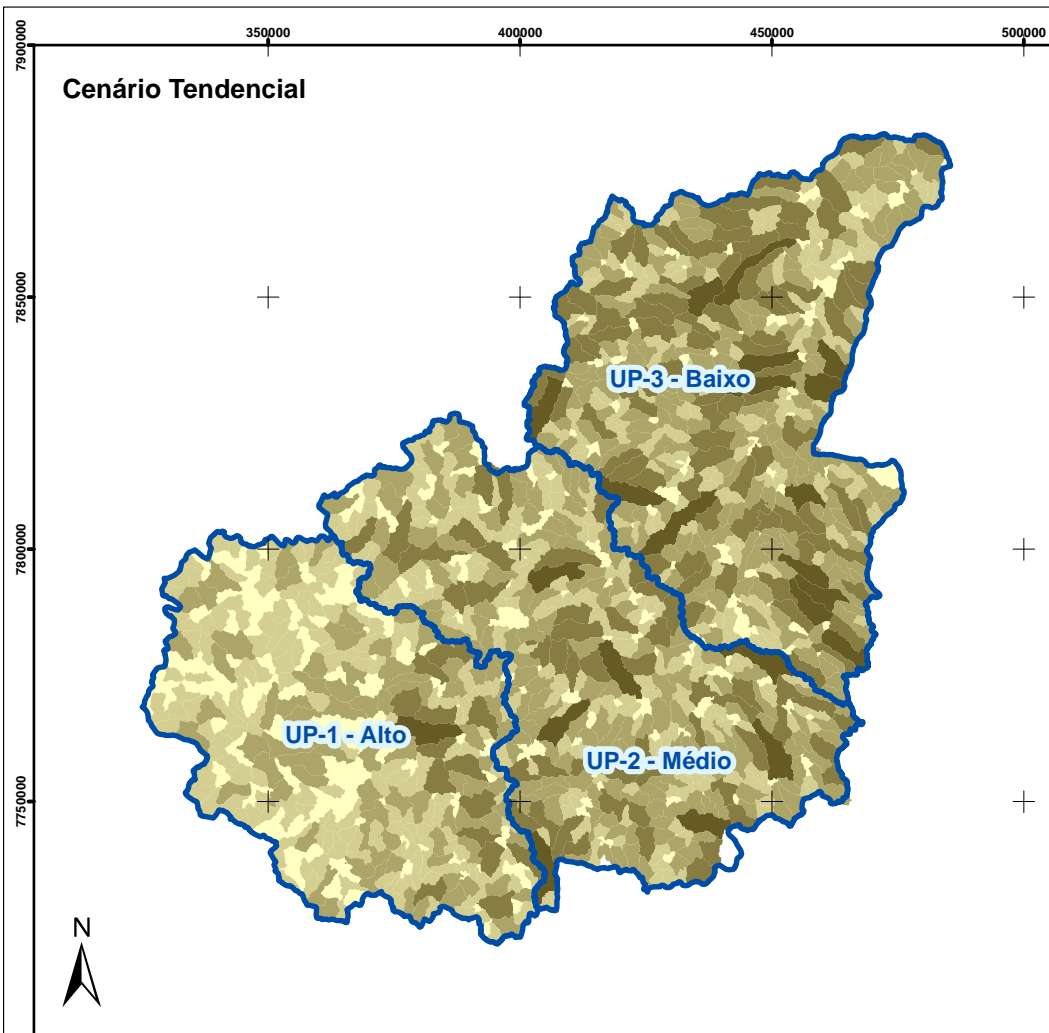 350000 400000 450000 500000
7900000
Cenário Tendencial
7850000
UP-3 - Baixo
7800000
UP-1 - Alto
UP-2 - Médio
7750000
N